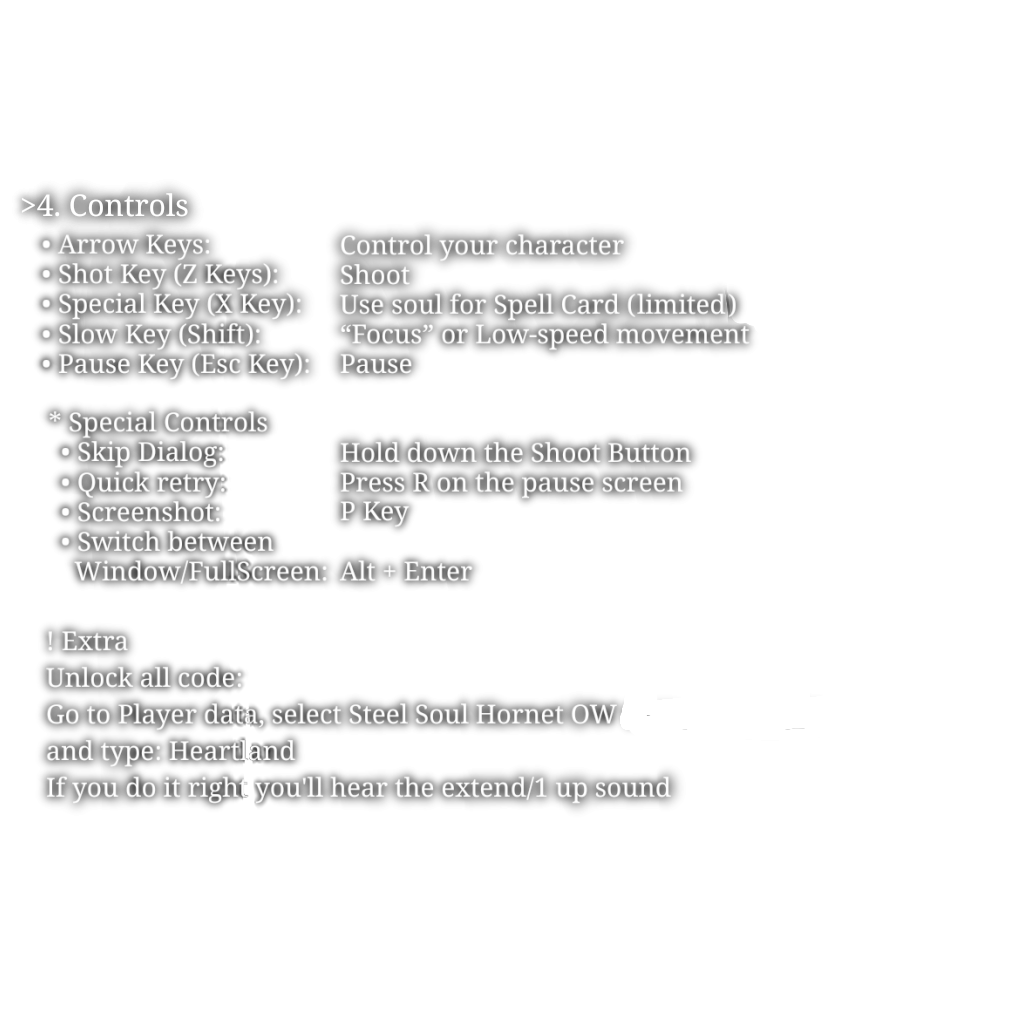 >4. Controls
• Arrow Keys: Control your character
• Shot Key (Z Keys): Shoot
• Special Key (X Key): Use soul for Spell Card (limited)
• Slow Key (Shift): “Focus” or Low-speed movement
• Pause Key (Esc Key): Pause
* Special Controls
• Skip Dialog: Hold down the Shoot Button
• Quick retry: Press R on the pause screen
• Screenshot: P Key
• Switch between
Window/FullScreen: Alt + Enter
! Extra
Unlock all code:
Go to Player data, select Steel Soul Hornet OW
and type: Heartland
If you do it right you'll hear the extend/1 up sound